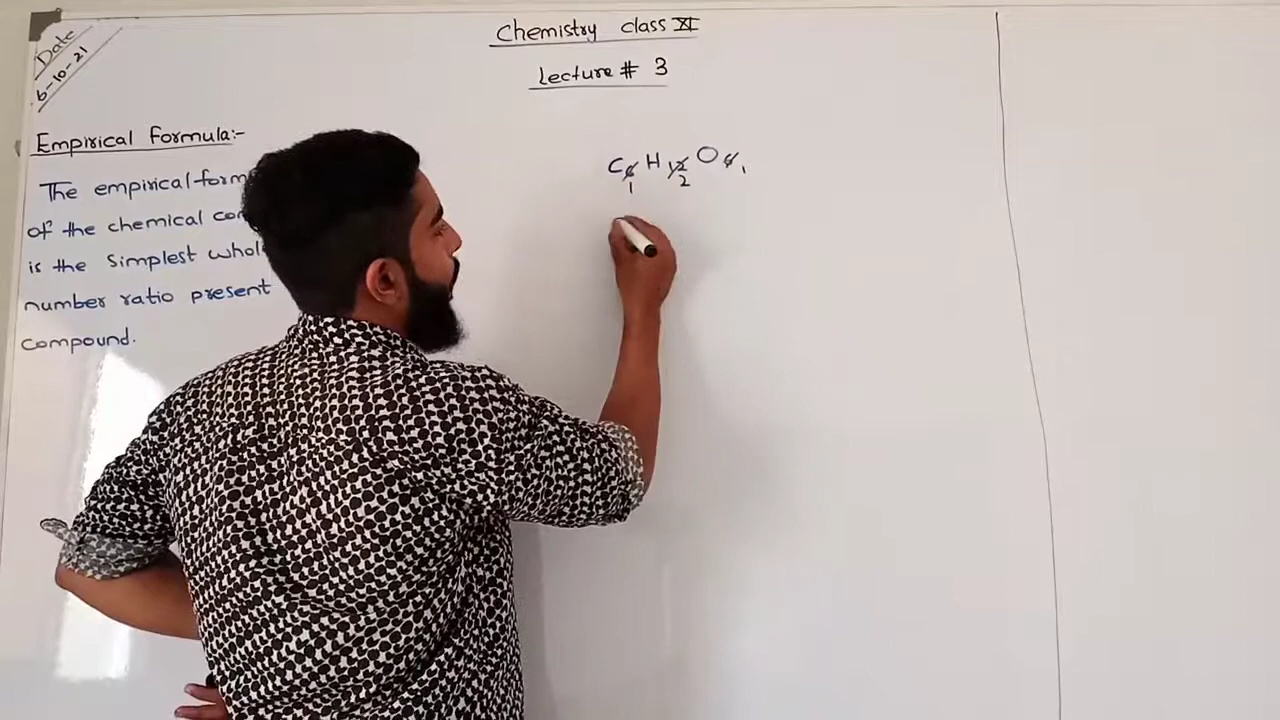 Date
6-10-21
Chemistry class XI
Lecture # 3
Empirical formula:-
The empirical form
of the chemical co
is the simplest whol
number ratio present
compound.
C6 H12 O6
1 2 1